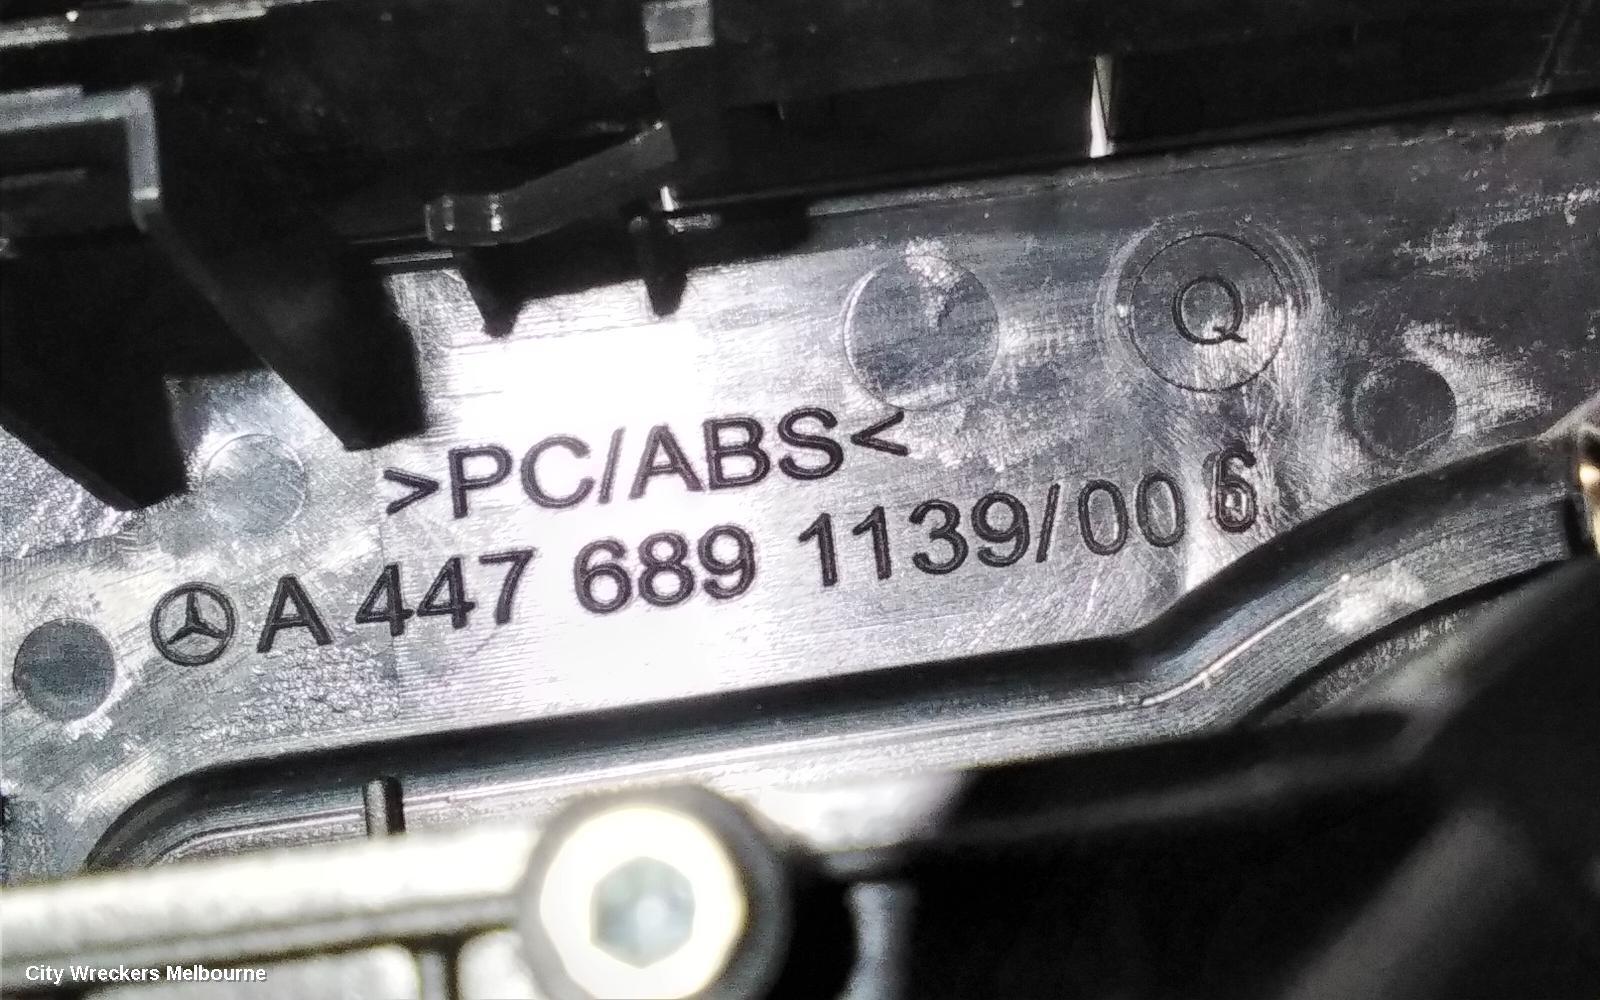 Q
>PC/ABS<
A 447 689 1139/00 6
City Wreckers Melbourne